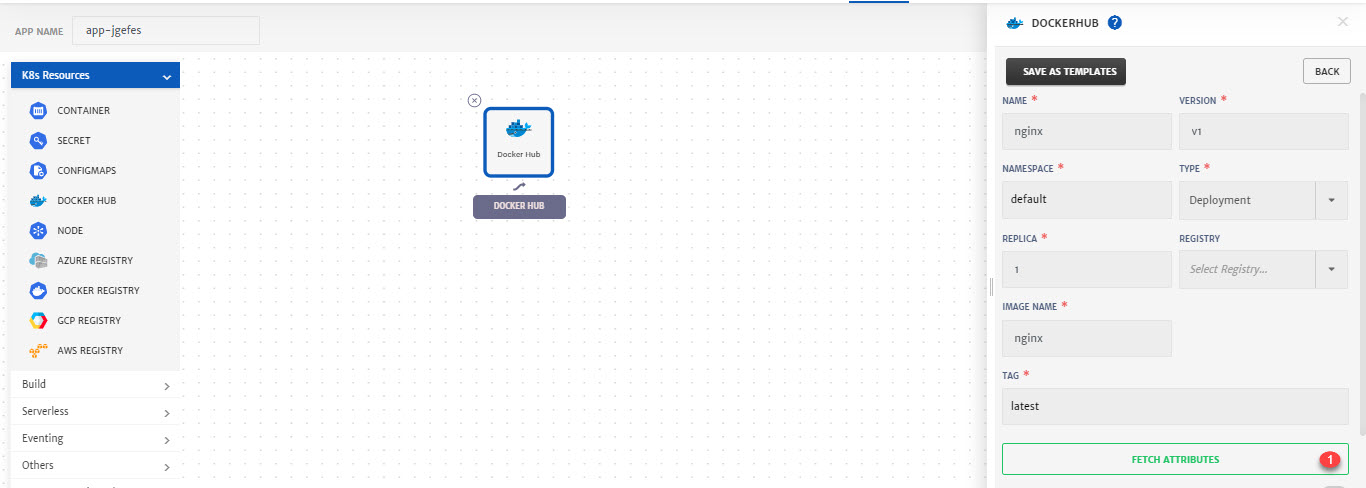 APP NAME
app-jgefes
K8s Resources
CONTAINER
SECRET
CONFIGMAPS
DOCKER HUB
NODE
AZURE REGISTRY
DOCKER REGISTRY
GCP REGISTRY
AWS REGISTRY
Build
Serverless
Eventing
Others
Docker Hub
DOCKER HUB
DOCKERHUB ?
SAVE AS TEMPLATES
BACK
NAME * VERSION *
nginx v1
NAMESPACE * TYPE *
default Deployment
REPLICA * REGISTRY
1 Select Registry...
IMAGE NAME *
nginx
TAG *
latest
FETCH ATTRIBUTES 1